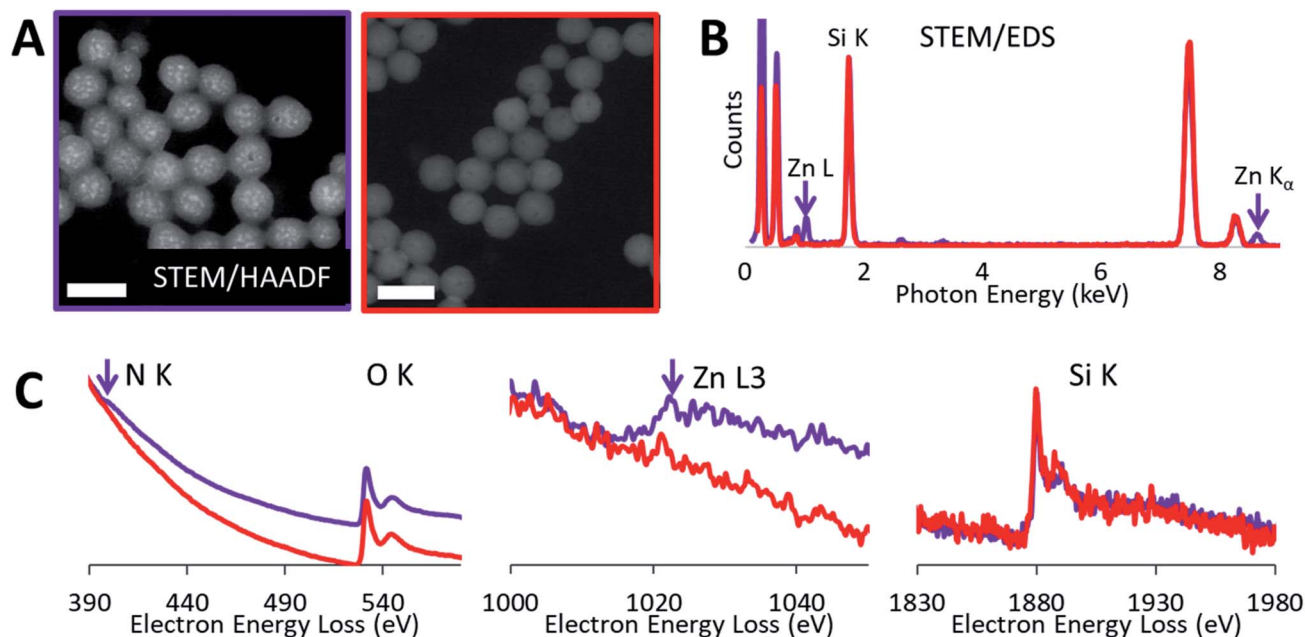 A
STEM/HAADF
B
STEM/EDS
Si K
Counts
Zn L
Zn Kα
0 2 4 6 8
Photon Energy (keV)
C
N K O K
390 440 490 540
Electron Energy Loss (eV)
Zn L3
1000 1020 1040
Electron Energy Loss (eV)
Si K
1830 1880 1930 1980
Electron Energy Loss (eV)